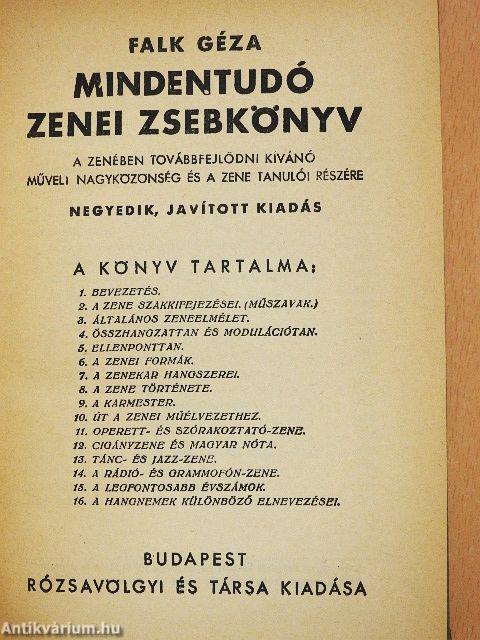 FALK GÉZA
MINDENTUDÓ
ZENEI ZSEBKÖNYV
A ZENÉBEN TOVÁBBFEJLŐDNI KÍVÁNÓ
MŰVELT NAGYKÖZÖNSÉG ÉS A ZENE TANULÓI RÉSZÉRE
NEGYEDIK, JAVÍTOTT KIADÁS
A KÖNYV TARTALMA:
1. BEVEZETÉS.
2. A ZENE SZAKKIFEJEZÉSEI. (MŰSZAVAK.)
3. ÁLTALÁNOS ZENEELMÉLET.
4. ÖSSZHANGZATTAN ÉS MODULÁCIÓTAN.
5. ELLENPONTTAN.
6. A ZENEI FORMÁK.
7. A ZENEKAR HANGSZEREI.
8. A ZENE TÖRTÉNETE.
9. A KARMESTER.
10. ÚT A ZENEI MŰÉLVEZETHEZ.
11. OPERETT- ÉS SZÓRAKOZTATÓ-ZENE.
12. CIGÁNYZENE ÉS MAGYAR NÓTA.
13. TÁNC- ÉS JAZZ-ZENE.
14. A RÁDIÓ- ÉS GRAMMOFÓN-ZENE.
15. A LEGFONTOSABB ÉVSZÁMOK.
16. A HANGNEMEK KÜLÖNBÖZŐ ELNEVEZÉSEI.
BUDAPEST
RÓZSAVÖLGYI ÉS TÁRSA KIADÁSA
Antikvárium.hu